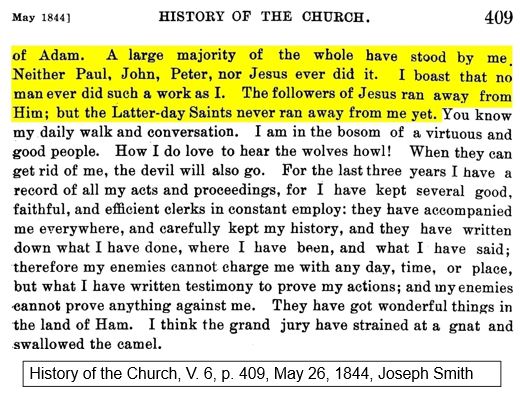 May 1844] HISTORY OF THE CHURCH. 409
of Adam. A large majority of the whole have stood by me.
Neither Paul, John, Peter, nor Jesus ever did it. I boast that no
man ever did such a work as I. The followers of Jesus ran away from
Him; but the Latter-day Saints never ran away from me yet. You know
my daily walk and conversation. I am in the bosom of a virtuous and
good people. How I do love to hear the wolves howl! When they can
get rid of me, the devil will also go. For the last three years I have a
record of all my acts and proceedings, for I have kept several good,
faithful, and efficient clerks in constant employ: they have accompanied
me everywhere, and carefully kept my history, and they have written
down what I have done, where I have been, and what I have said;
therefore my enemies cannot charge me with any day, time, or place,
but what I have written testimony to prove my actions; and my enemies
cannot prove anything against me. They have got wonderful things in
the land of Ham. I think the grand jury have strained at a gnat and
swallowed the camel.
History of the Church, V. 6, p. 409, May 26, 1844, Joseph Smith